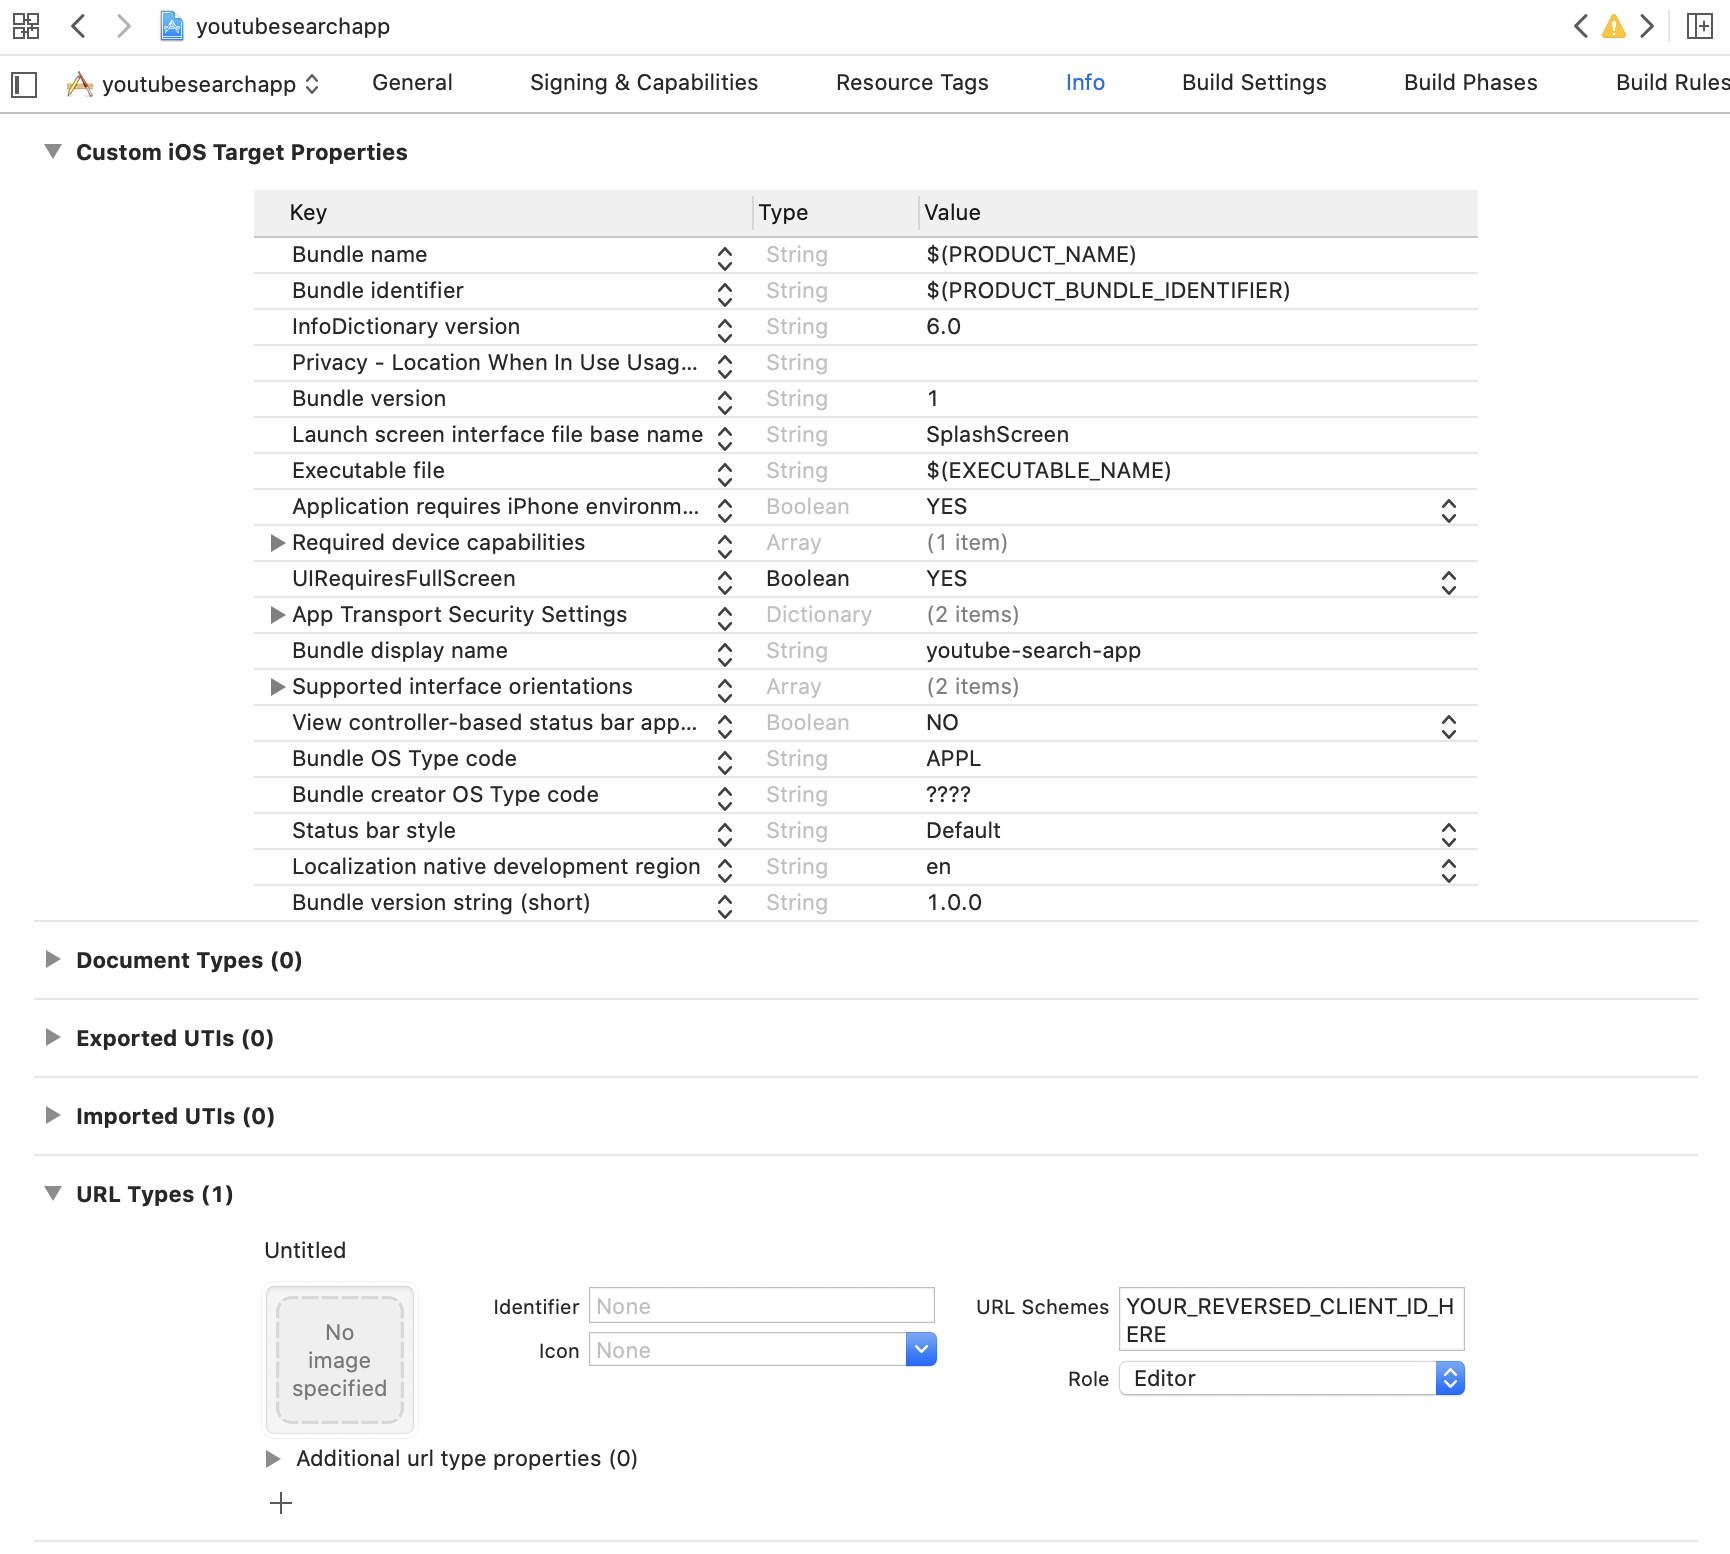 youtubesearchapp
youtubesearchapp General Signing & Capabilities Resource Tags Info Build Settings Build Phases Build Rules
Custom iOS Target Properties
Key Type Value
Bundle name String $(PRODUCT_NAME)
Bundle identifier String $(PRODUCT_BUNDLE_IDENTIFIER)
InfoDictionary version String 6.0
Privacy - Location When In Use Usag... String
Bundle version String 1
Launch screen interface file base name String SplashScreen
Executable file String $(EXECUTABLE_NAME)
Application requires iPhone environm... Boolean YES
Required device capabilities Array (1 item)
UIRequiresFullScreen Boolean YES
App Transport Security Settings Dictionary (2 items)
Bundle display name String youtube-search-app
Supported interface orientations Array (2 items)
View controller-based status bar app... Boolean NO
Bundle OS Type code String APPL
Bundle creator OS Type code String ????
Status bar style String Default
Localization native development region String en
Bundle version string (short) String 1.0.0
Document Types (0)
Exported UTIs (0)
Imported UTIs (0)
URL Types (1)
Untitled
No
image
specified
Identifier None
Icon None
URL Schemes YOUR_REVERSED_CLIENT_ID_H
ERE
Role Editor
Additional url type properties (0)